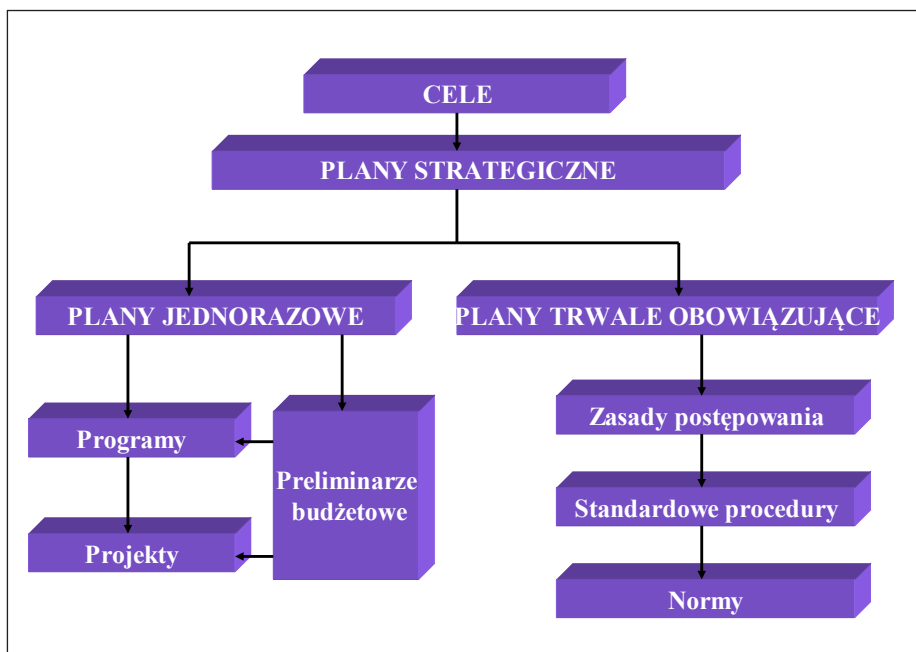 CELE
PLANY STRATEGICZNE
PLANY JEDNORAZOWE
PLANY TRWALE OBOWIĄZUJĄCE
Programy
Preliminarze
budżetowe
Projekty
Zasady postępowania
Standardowe procedury
Normy